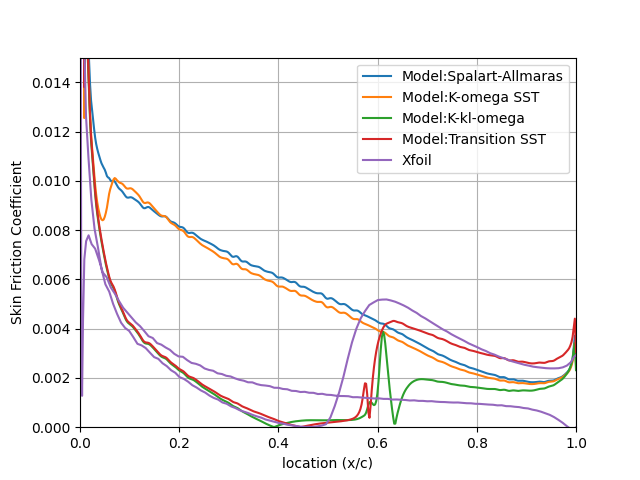 Model:Spalart-Allmaras
Model:K-omega SST
Model:K-kl-omega
Model:Transition SST
Xfoil
Skin Friction Coefficient
0.014
0.012
0.010
0.008
0.006
0.004
0.002
0.000
0.0 0.2 0.4 0.6 0.8 1.0
location (x/c)